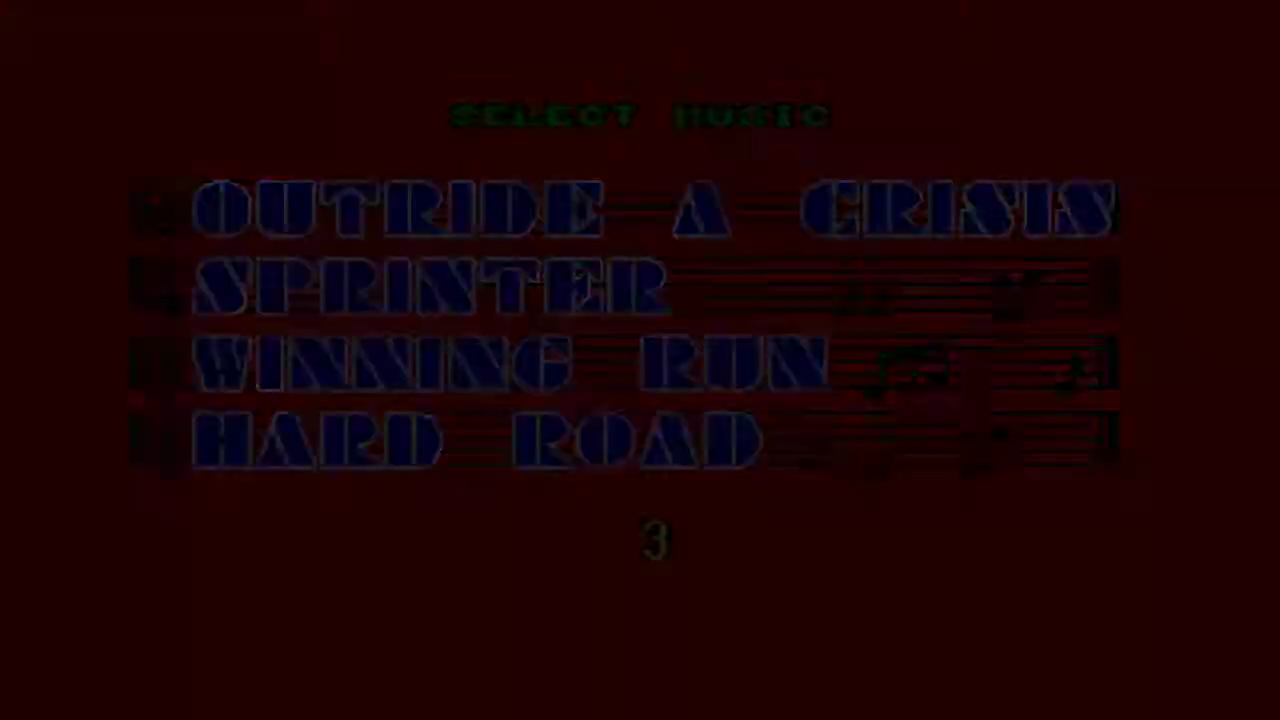 SELECT MUSIC
OUTRIDE A CRISIS
SPRINTER
WINNING RUN
HARD ROAD
3